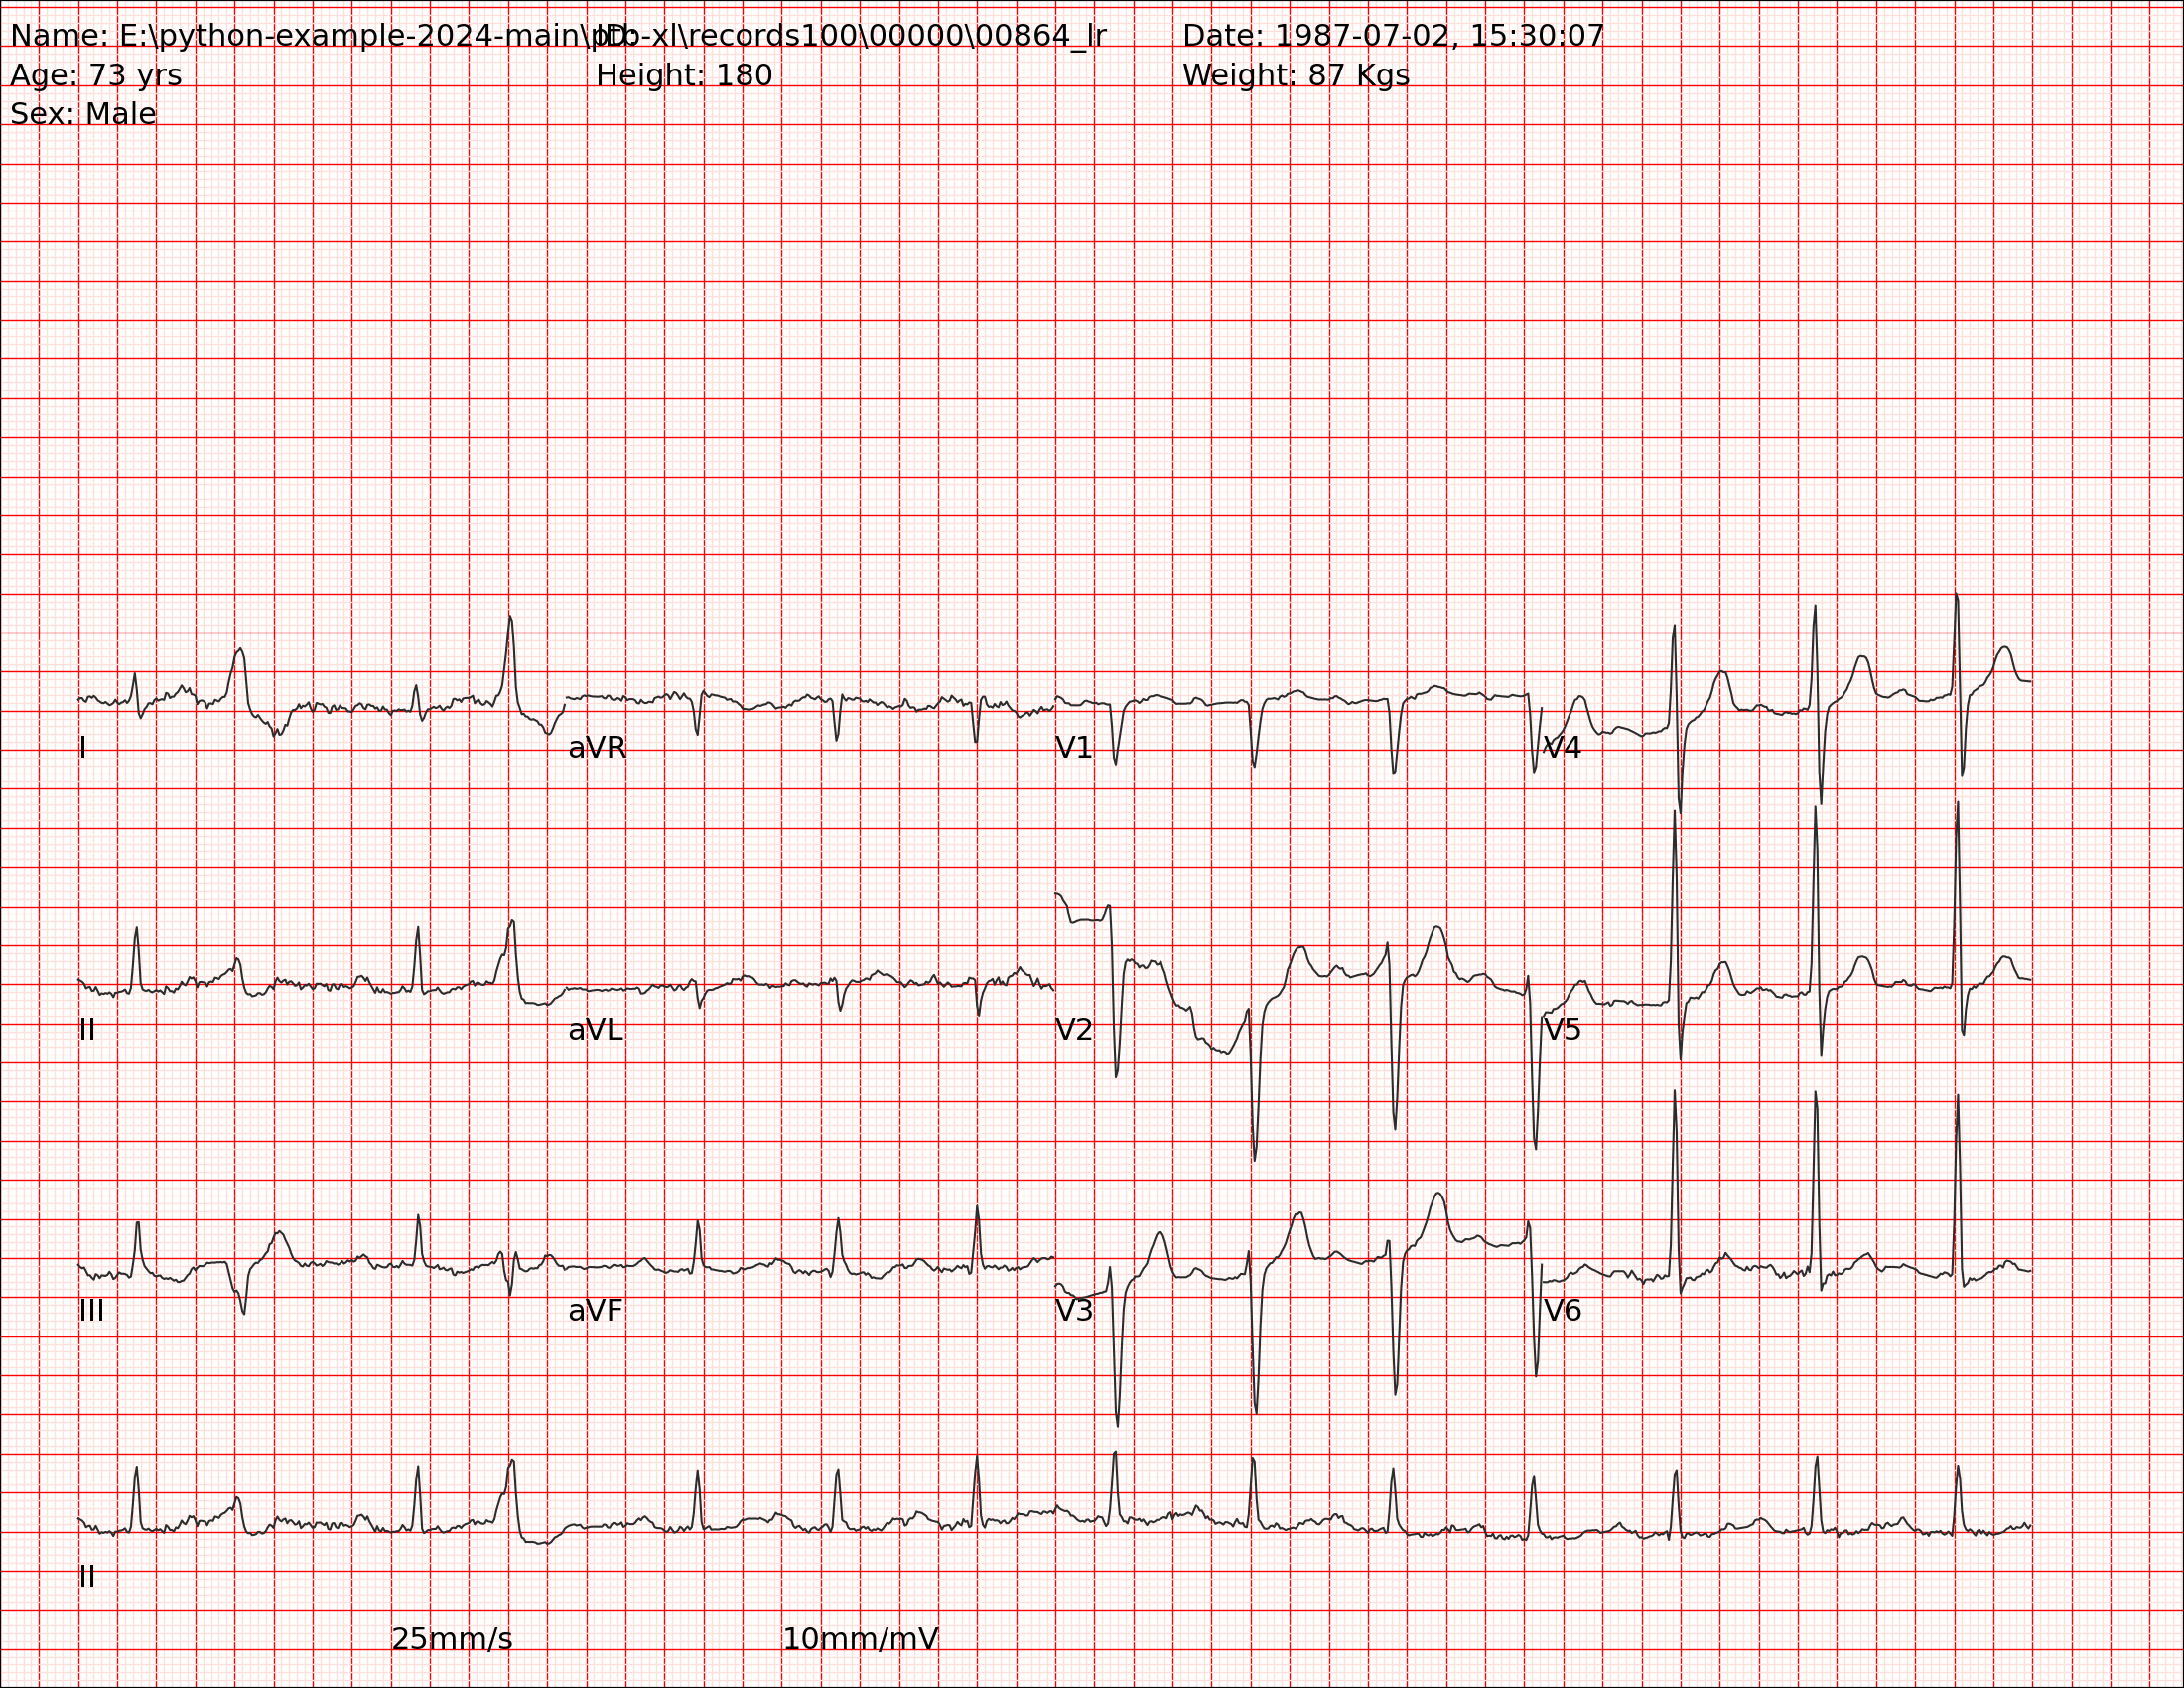 Name: E:\python-example-2024-main\ptb-xl\records100\00000\00864_lr ID: Date: 1987-07-02, 15:30:07
Age: 73 yrs Height: 180 Weight: 87 Kgs
Sex: Male
I aVR V1 V4
II aVL V2 V5
III aVF V3 V6
II
25mm/s 10mm/mV